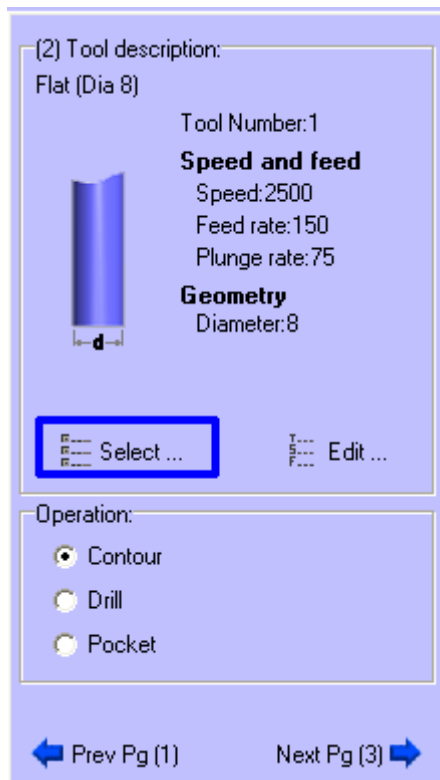 (2) Tool description:
Flat (Dia 8)
Tool Number:1
Speed and feed
Speed:2500
Feed rate:150
Plunge rate:75
Geometry
Diameter:8
d
Select ...
Edit ...
Operation:
Contour
Drill
Pocket
Prev Pg (1)
Next Pg (3)